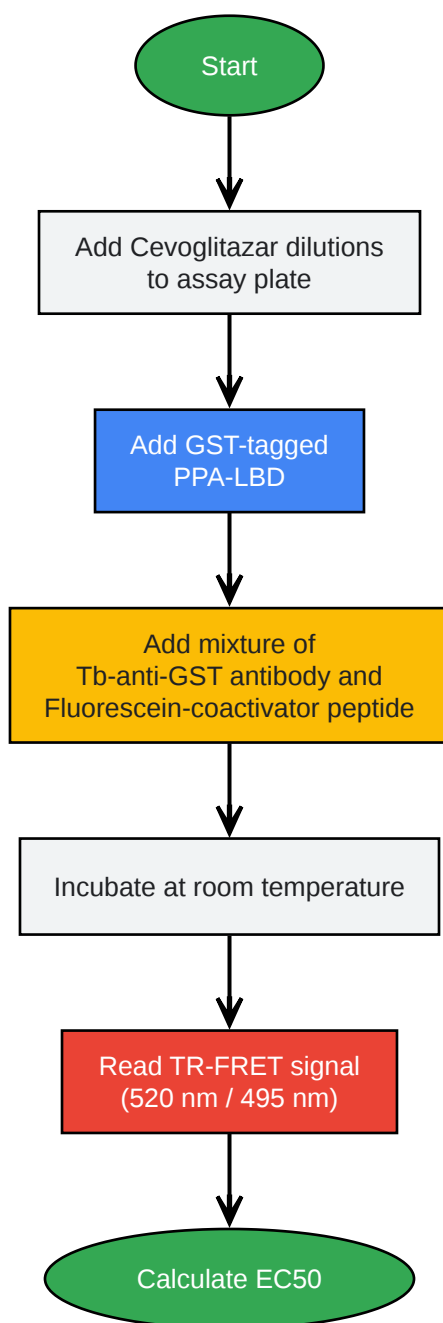 Start
Add Cevoglitazar dilutions
to assay plate
Add GST-tagged
PPA-LBD
Add mixture of
Tb-anti-GST antibody and
Fluorescein-coactivator peptide
Incubate at room temperature
Read TR-FRET signal
(520 nm / 495 nm)
Calculate EC50